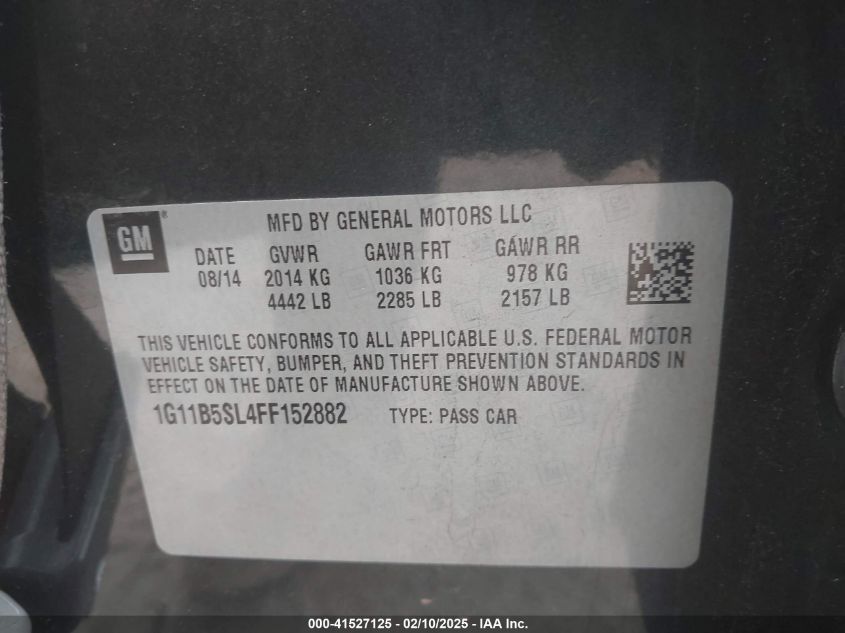 GM ®
MFD BY GENERAL MOTORS LLC
DATE GVWR GAWR FRT GAWR RR
08/14 2014 KG 1036 KG 978 KG
4442 LB 2285 LB 2157 LB
THIS VEHICLE CONFORMS TO ALL APPLICABLE U.S. FEDERAL MOTOR
VEHICLE SAFETY, BUMPER, AND THEFT PREVENTION STANDARDS IN
EFFECT ON THE DATE OF MANUFACTURE SHOWN ABOVE.
1G11B5SL4FF152882 TYPE: PASS CAR
000-41527125 - 02/10/2025 - IAA Inc.